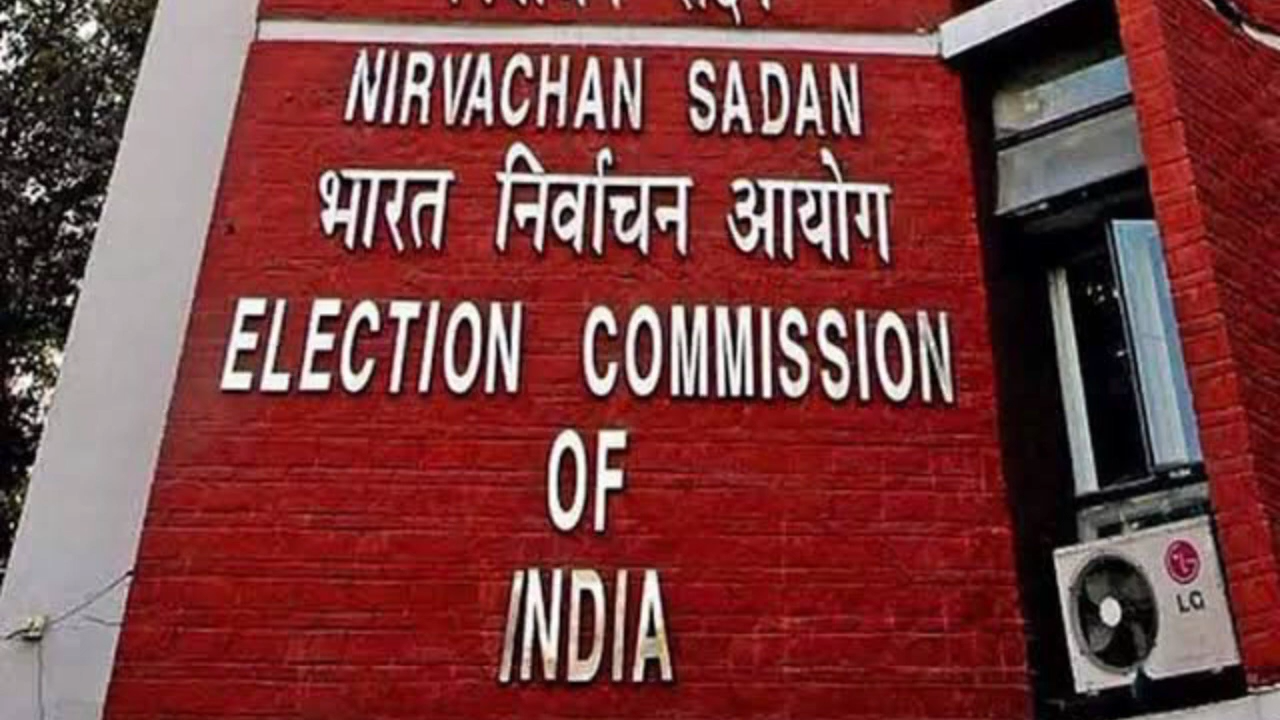 NIRVACHAN SADAN
भारत निर्वाचन आयोग
ELECTION COMMISSION
OF
INDIA
LG